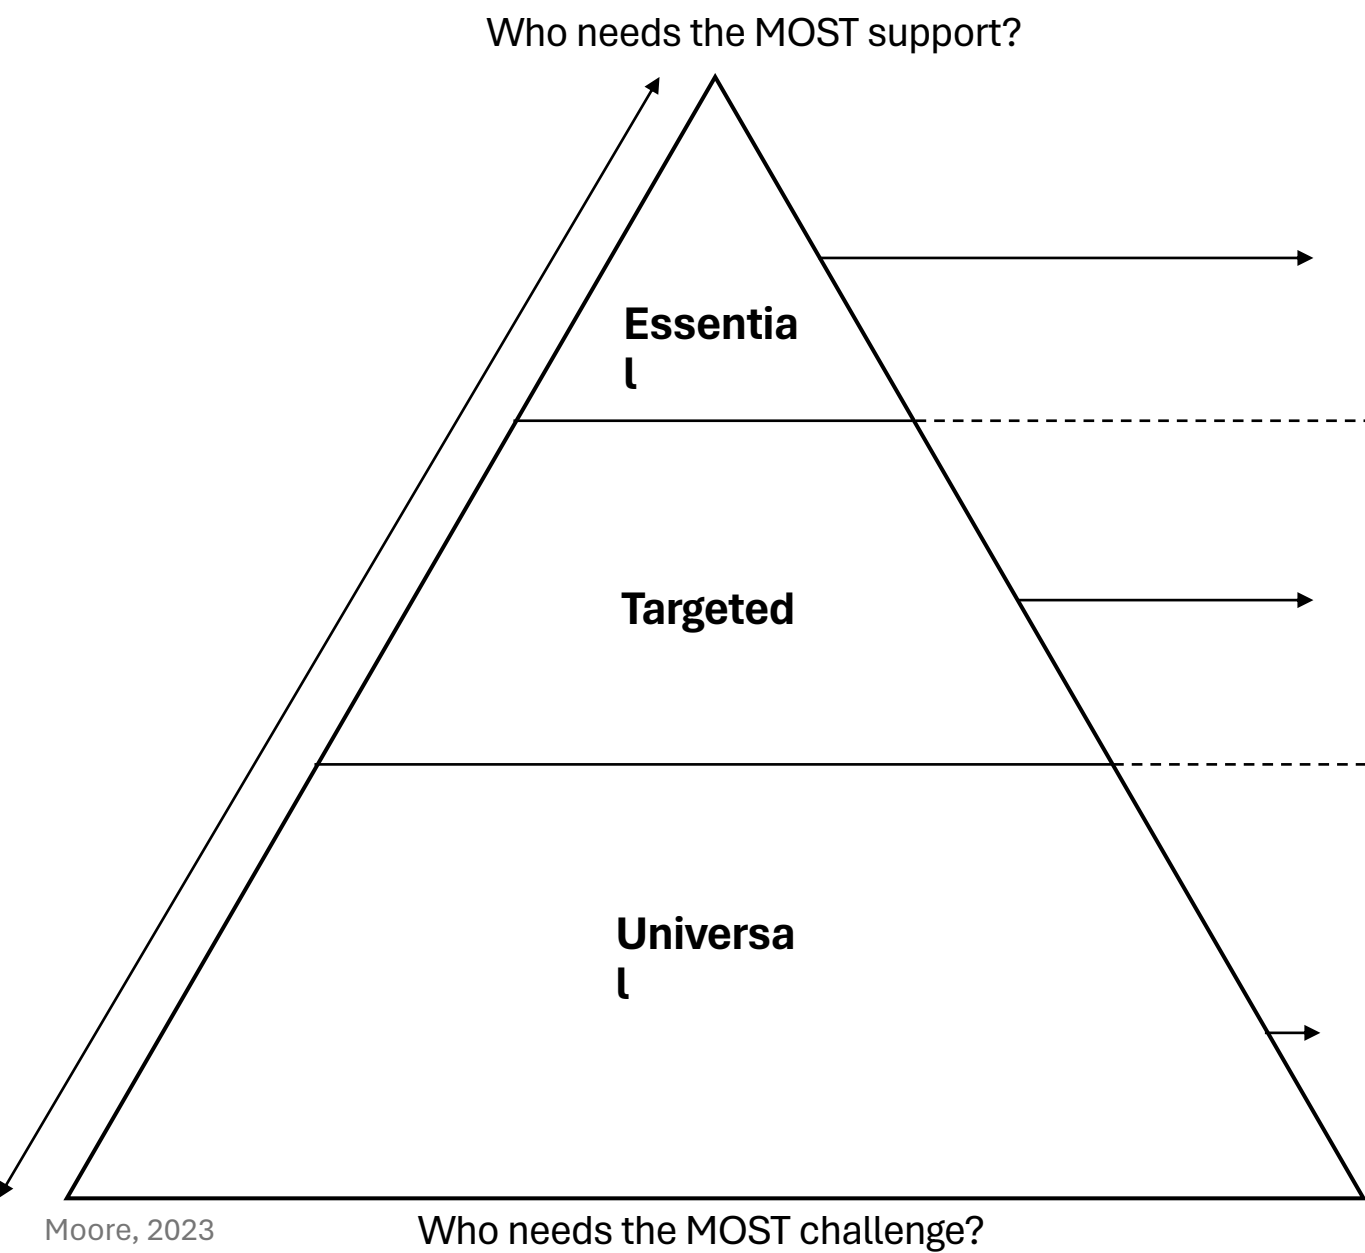 Who needs the MOST support?
Essentia
l
Targeted
Universa
l
Moore, 2023
Who needs the MOST challenge?